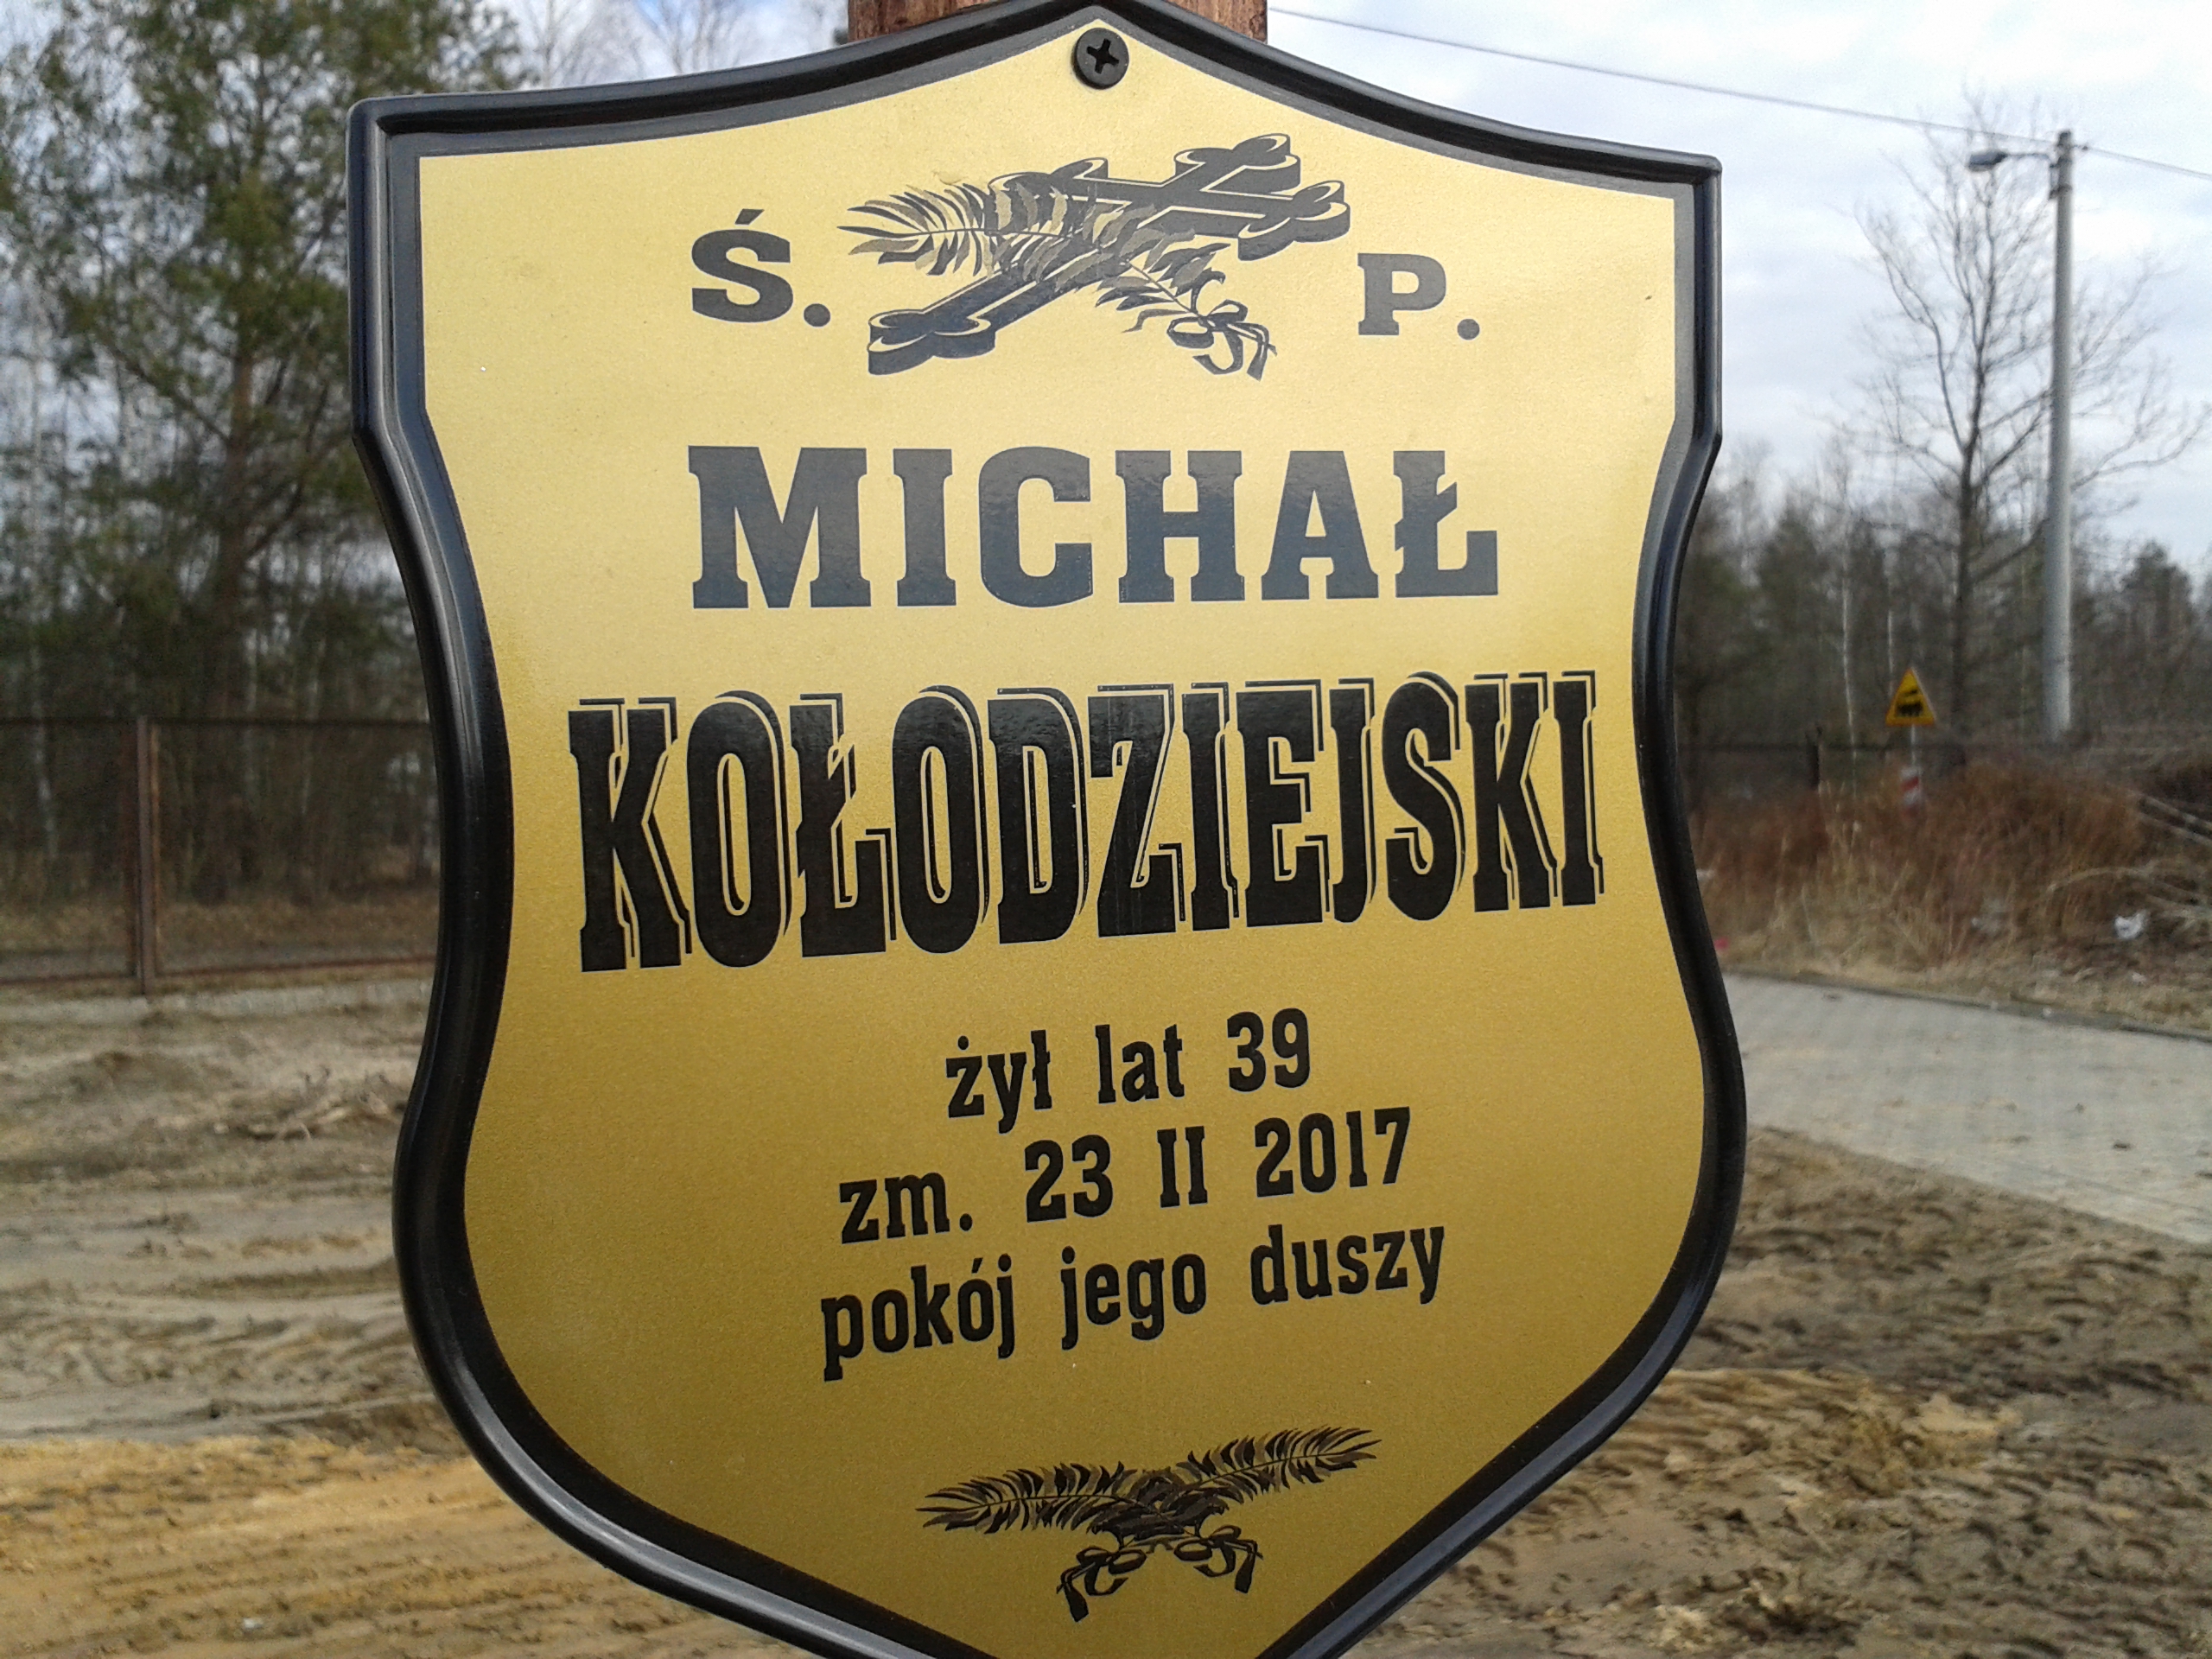 Ś. P.
MICHAŁ
KOŁODZIEJSKI
żył lat 39
zm. 23 II 2017
pokój jego duszy